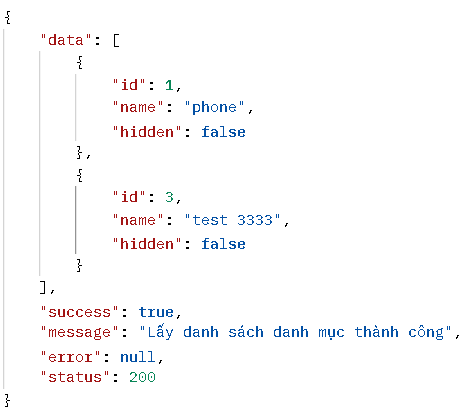 {
    "data": [
        {
            "id": 1,
            "name": "phone",
            "hidden": false
        },
        {
            "id": 3,
            "name": "test 3333",
            "hidden": false
        }
    ],
    "success": true,
    "message": "Lấy danh sách danh mục thành công",
    "error": null,
    "status": 200
}